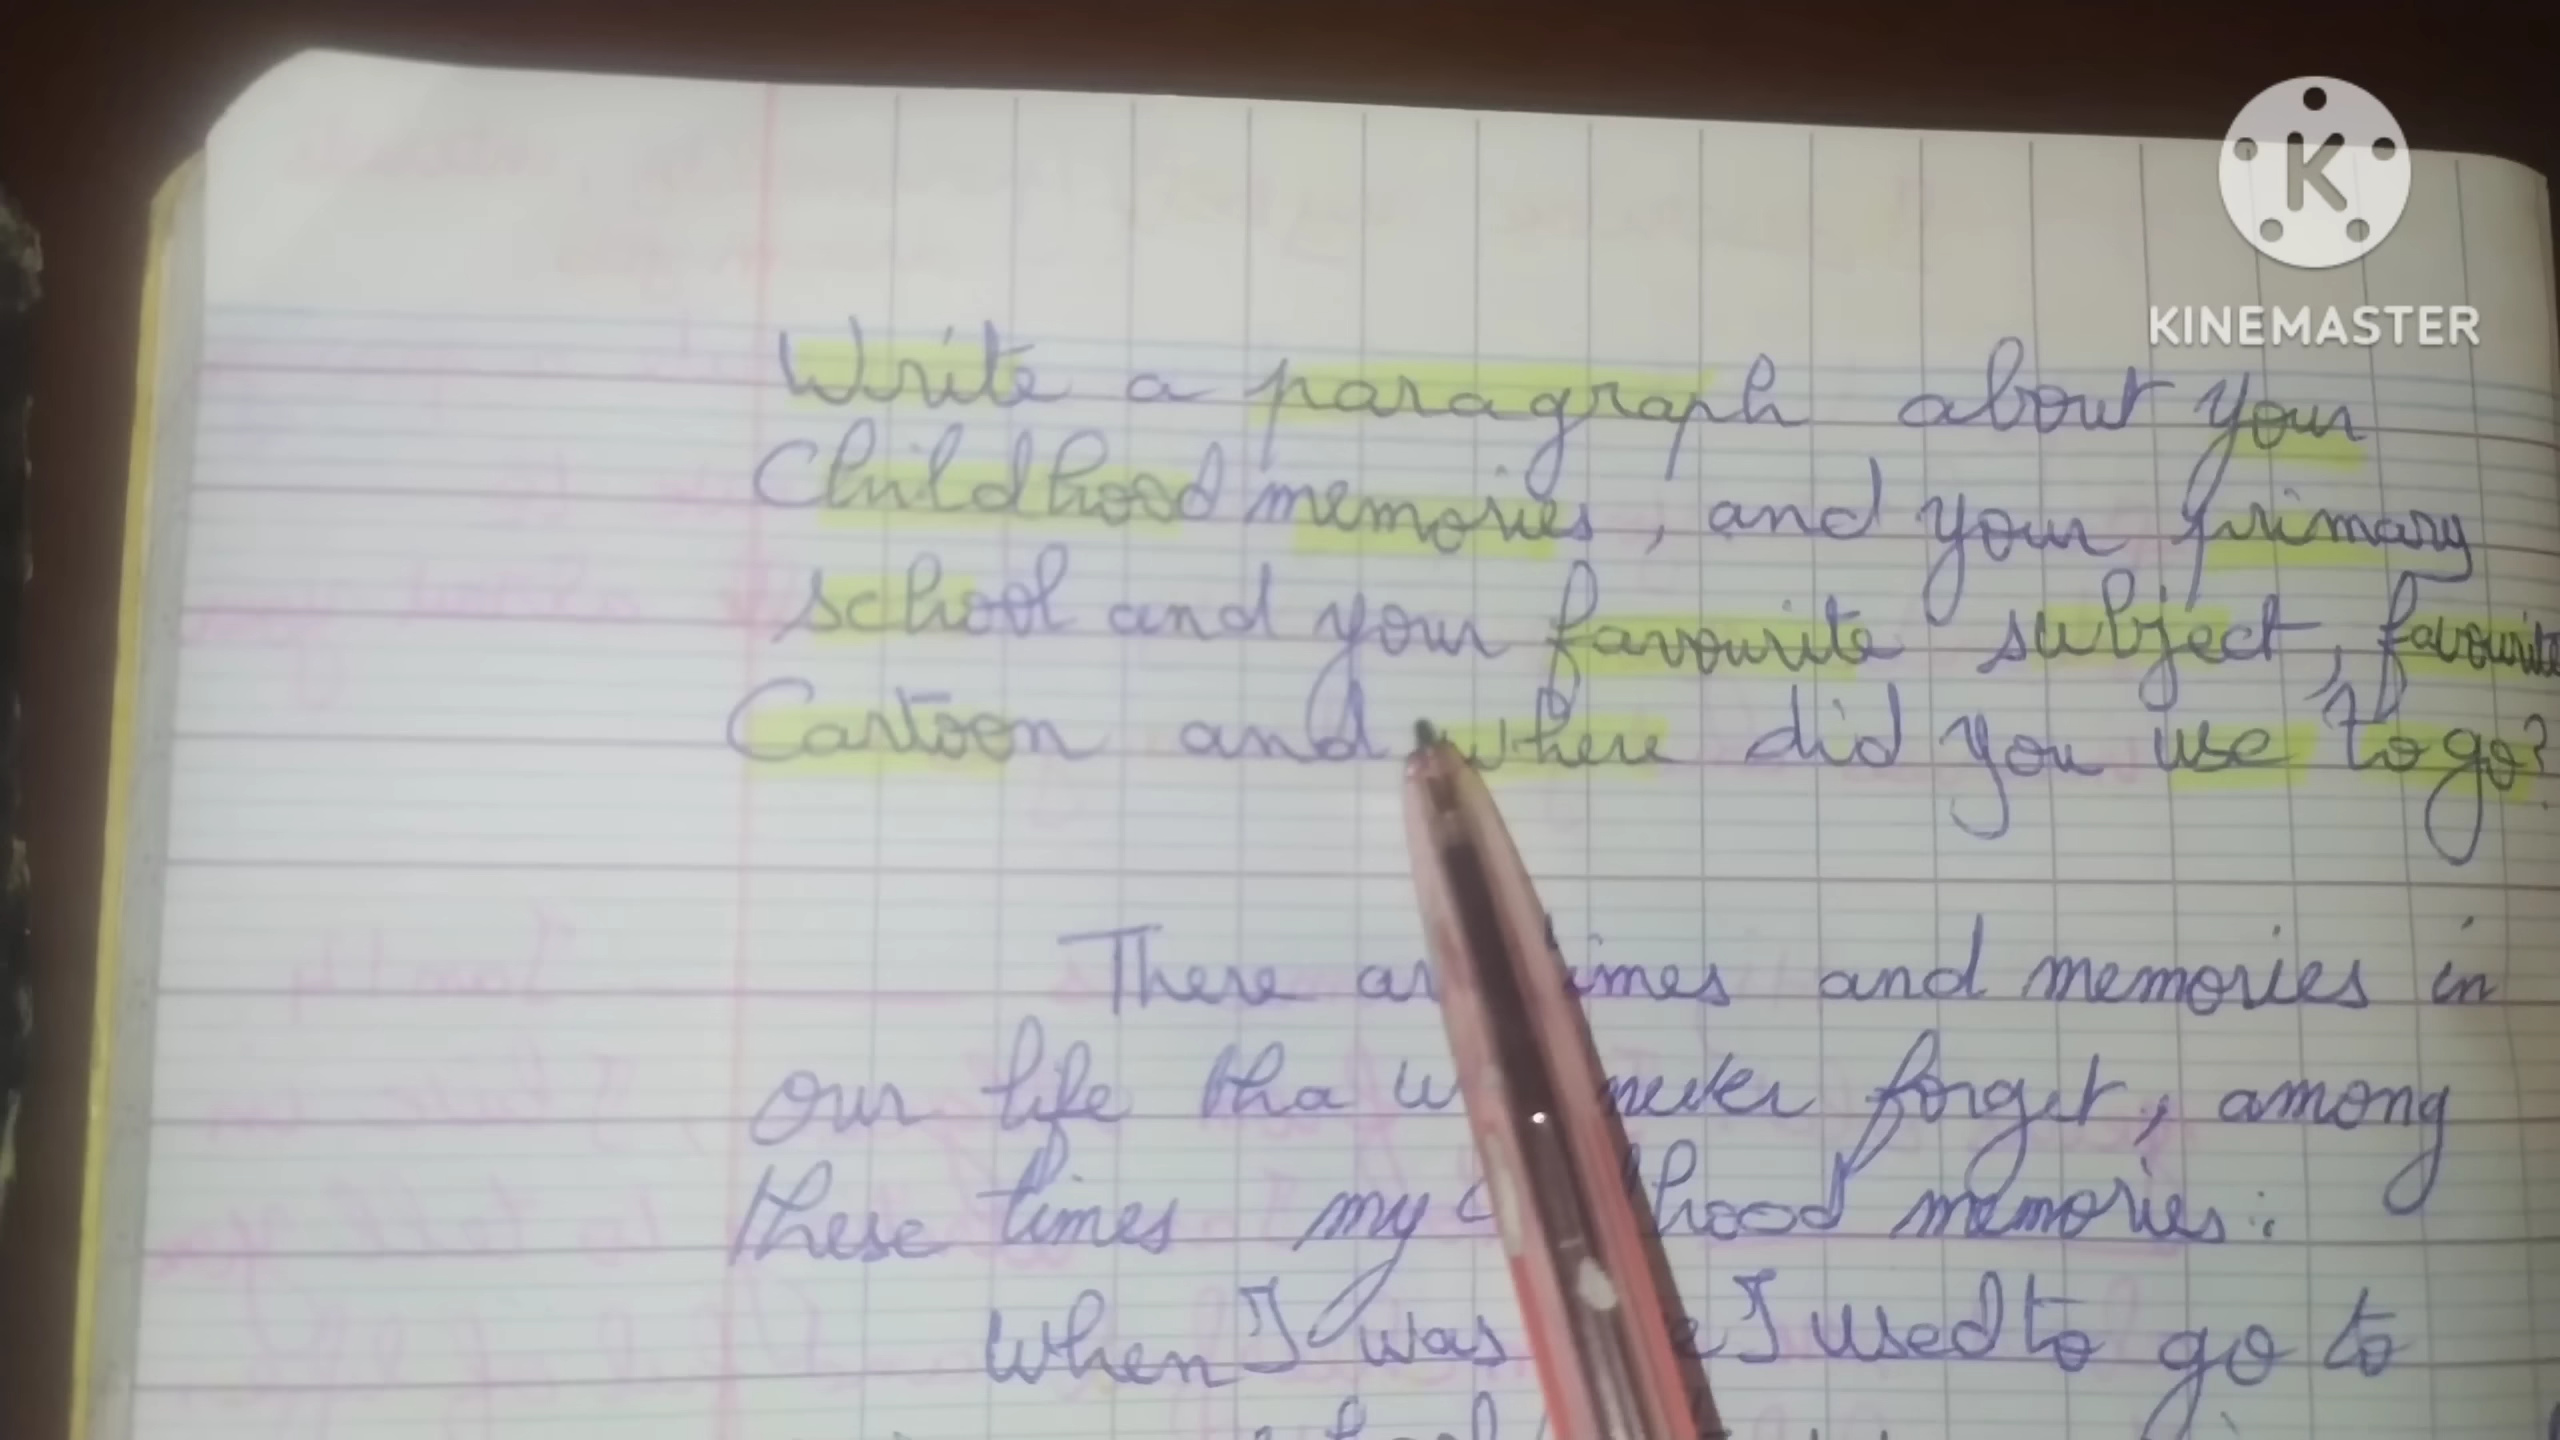 KINEMASTER
Write a paragraph about your
Childhood memories, and your primary
school and your favourite subject, favourite
Cartoon and where did you use to go?
There are times and memories in
our life tha we never forget, among
these times my childhood memories.
When I was I used to go to